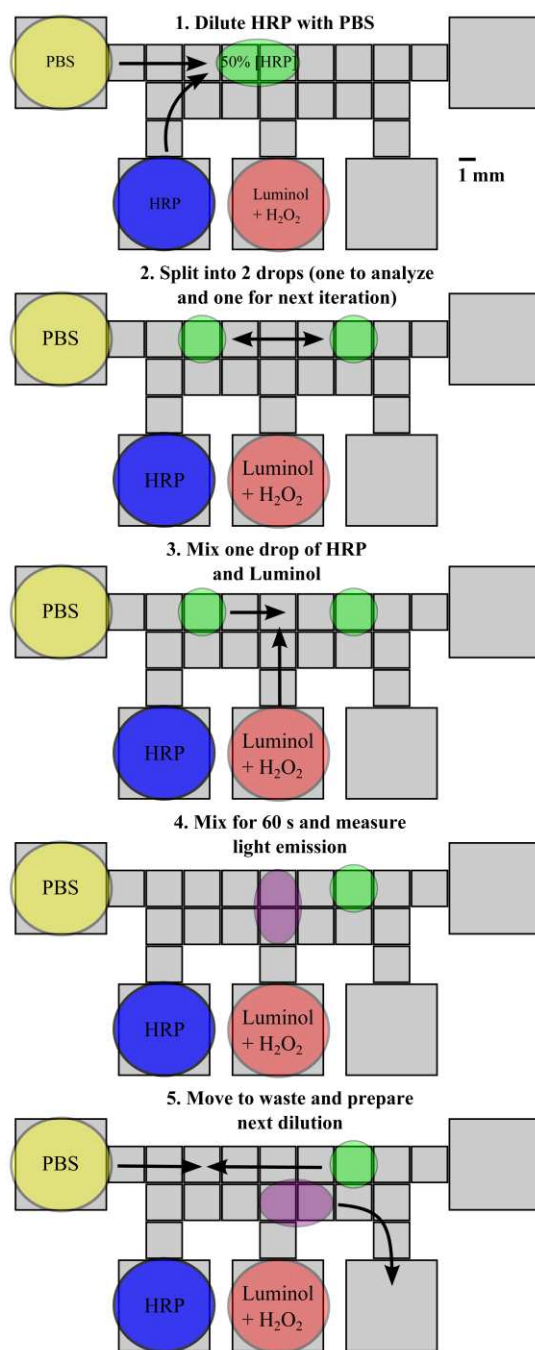 1. Dilute HRP with PBS
PBS
50% [HRP]
HRP
Luminol
+ H₂O₂
1 mm
2. Split into 2 drops (one to analyze
and one for next iteration)
PBS
HRP
Luminol
+ H₂O₂
3. Mix one drop of HRP
and Luminol
PBS
HRP
Luminol
+ H₂O₂
4. Mix for 60 s and measure
light emission
PBS
HRP
Luminol
+ H₂O₂
5. Move to waste and prepare
next dilution
PBS
HRP
Luminol
+ H₂O₂